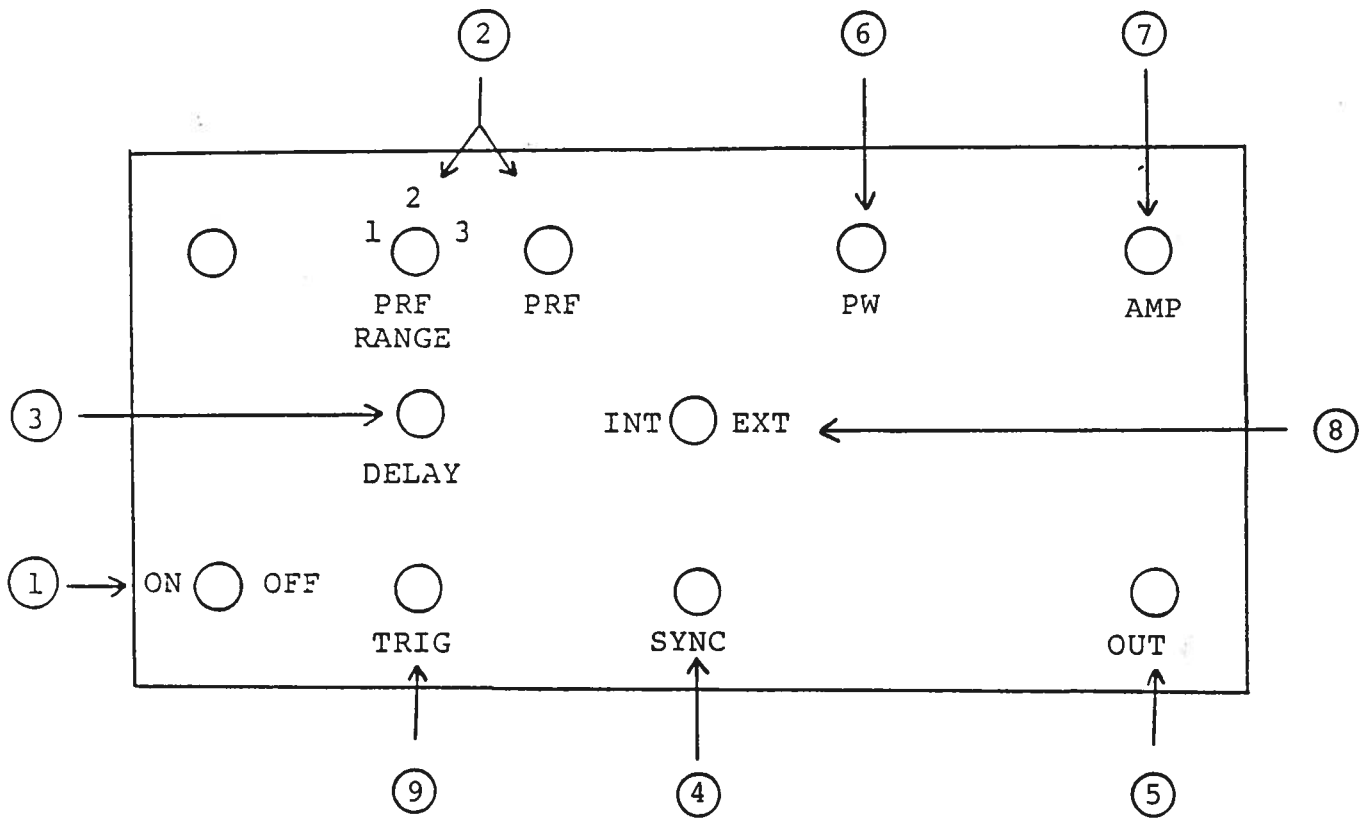 2 6 7
2
1 3
PRF PRF PW AMP
RANGE
3 INT EXT 8
DELAY
1 ON OFF
TRIG SYNC OUT
9 4 5